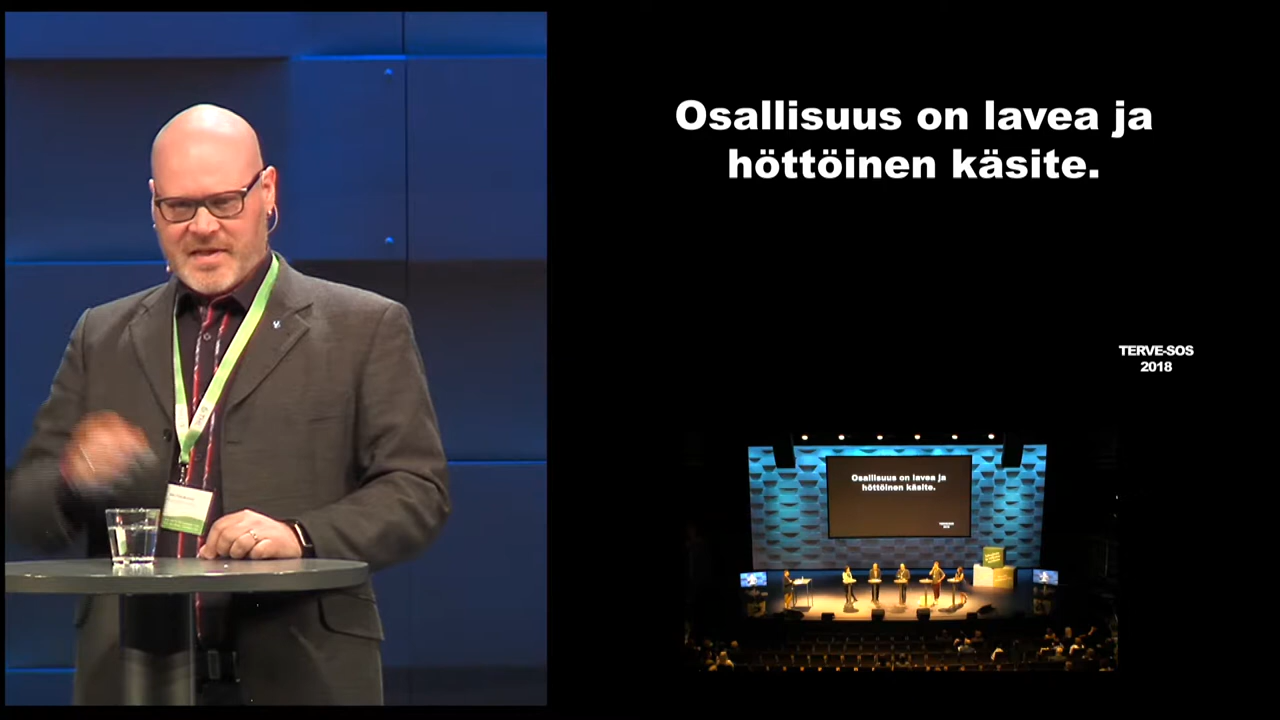 Osallisuus on lavea ja
höttöinen käsite.
TERVE-SOS
2018
Osallisuus on lavea ja
höttöinen käsite.